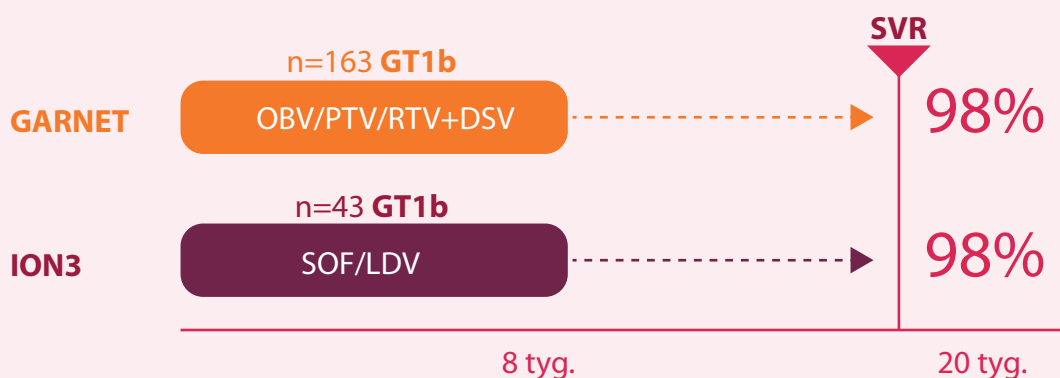 SVR
n=163 GT1b
GARNET
OBV/PTV/RTV+DSV
98%
n=43 GT1b
ION3
SOF/LDV
98%
8 tyg.
20 tyg.